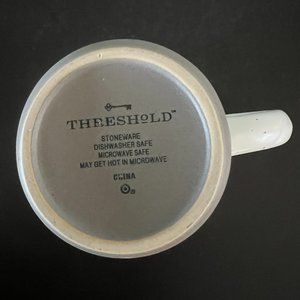 THRESHOLD™
STONEWARE
DISHWASHER SAFE
MICROWAVE SAFE
MAY GET HOT IN MICROWAVE
CHINA
®